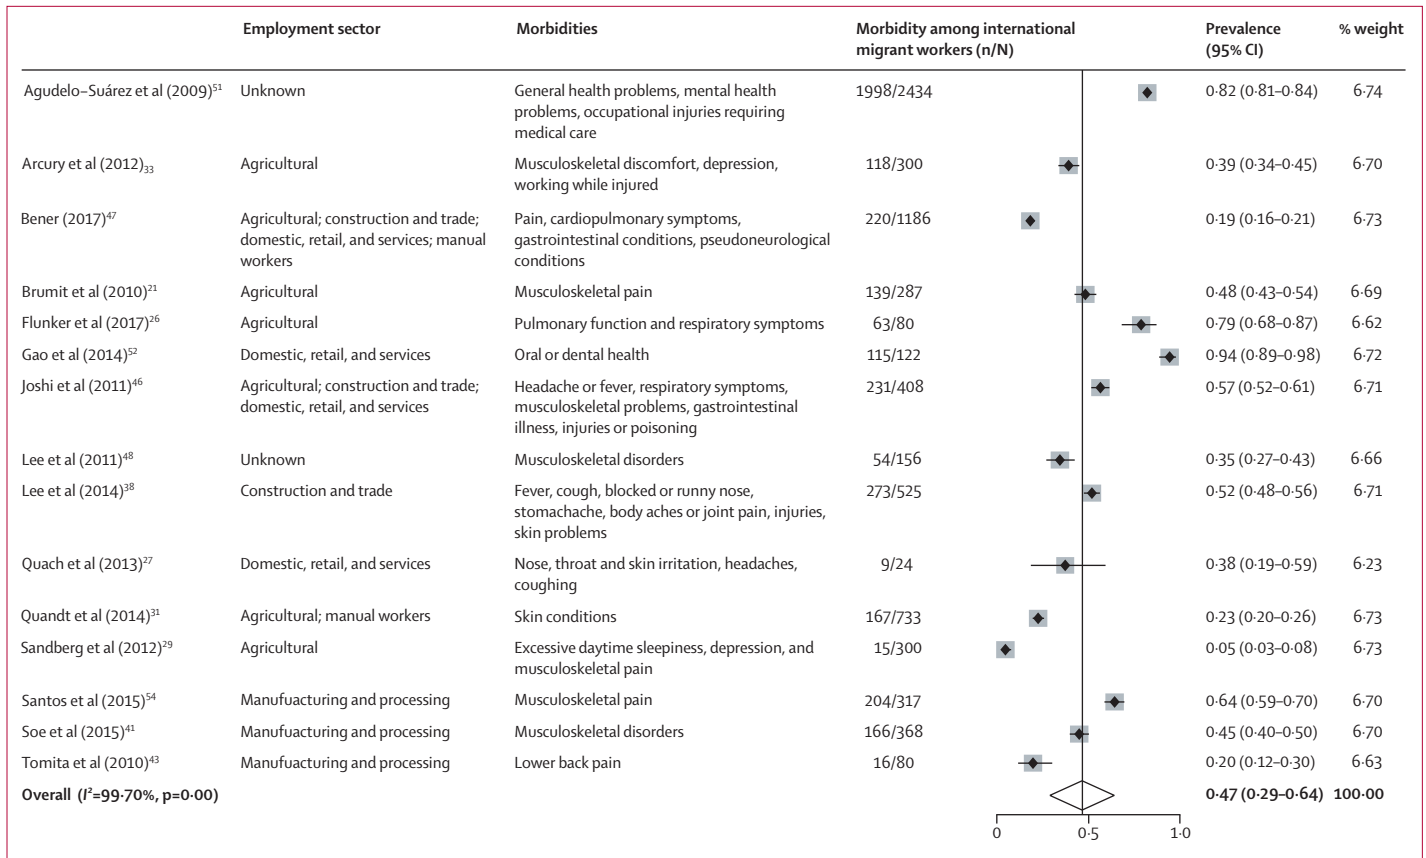 Employment sector Morbidities Morbidity among international Prevalence % weight
migrant workers (n/N) (95% CI)
Agudelo–Suárez et al (2009)51 Unknown General health problems, mental health 1998/2434 0·82 (0·81–0·84) 6·74
problems, occupational injuries requiring
medical care
Arcury et al (2012)33 Agricultural Musculoskeletal discomfort, depression, 118/300 0·39 (0·34–0·45) 6·70
working while injured
Bener (2017)47 Agricultural; construction and trade; Pain, cardiopulmonary symptoms, 220/1186 0·19 (0·16–0·21) 6·73
domestic, retail, and services; manual gastrointestinal conditions, pseudoneurological
workers conditions
Brumit et al (2010)21 Agricultural Musculoskeletal pain 139/287 0·48 (0·43–0·54) 6·69
Flunker et al (2017)26 Agricultural Pulmonary function and respiratory symptoms 63/80 0·79 (0·68–0·87) 6·62
Gao et al (2014)52 Domestic, retail, and services Oral or dental health 115/122 0·94 (0·89–0·98) 6·72
Joshi et al (2011)46 Agricultural; construction and trade; Headache or fever, respiratory symptoms, 231/408 0·57 (0·52–0·61) 6·71
domestic, retail, and services musculoskeletal problems, gastrointestinal
illness, injuries or poisoning
Lee et al (2011)48 Unknown Musculoskeletal disorders 54/156 0·35 (0·27–0·43) 6·66
Lee et al (2014)38 Construction and trade Fever, cough, blocked or runny nose, 273/525 0·52 (0·48–0·56) 6·71
stomachache, body aches or joint pain, injuries,
skin problems
Quach et al (2013)27 Domestic, retail, and services Nose, throat and skin irritation, headaches, 9/24 0·38 (0·19–0·59) 6·23
coughing
Quandt et al (2014)31 Agricultural; manual workers Skin conditions 167/733 0·23 (0·20–0·26) 6·73
Sandberg et al (2012)29 Agricultural Excessive daytime sleepiness, depression, and 15/300 0·05 (0·03–0·08) 6·73
musculoskeletal pain
Santos et al (2015)54 Manufuacturing and processing Musculoskeletal pain 204/317 0·64 (0·59–0·70) 6·70
Soe et al (2015)41 Manufuacturing and processing Musculoskeletal disorders 166/368 0·45 (0·40–0·50) 6·70
Tomita et al (2010)43 Manufuacturing and processing Lower back pain 16/80 0·20 (0·12–0·30) 6·63
Overall (I²=99·70%, p=0·00) 0·47 (0·29–0·64) 100·00
0 0·5 1·0